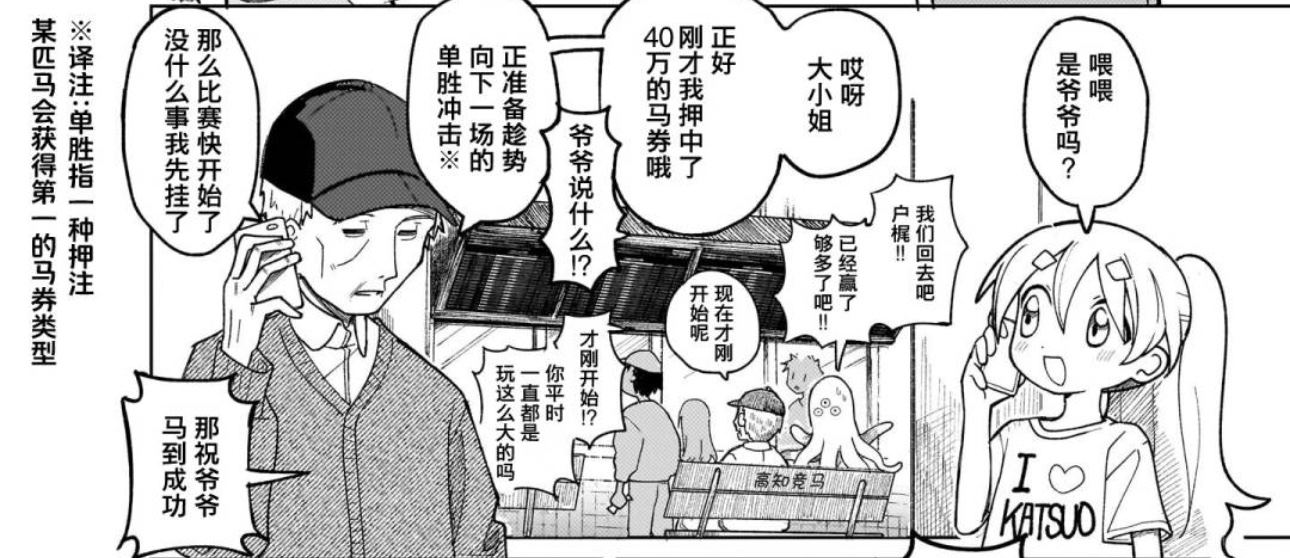 喂喂
是爷爷吗？
哎呀
大小姐
正好
刚才我押中了
40万的马券哦
爷爷说什么!?
正准备趁势
向下一场的
单胜冲击※
我们回去吧
户梶!!
已经赢了
够多了吧!!
现在才刚
开始呢
才刚开始!?
你平时
一直都是
玩这么大的吗
高知竞马
I ♡
KATSUO
那么比赛快开始了
没什么事我先挂了
那祝爷爷
马到成功
※译注:单胜指一种押注
某匹马会获得第一的马券类型